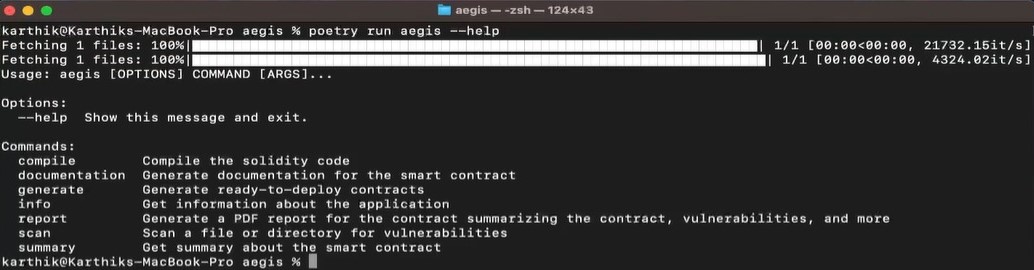 aegis — -zsh — 124×43
karthik@Karthiks-MacBook-Pro aegis % poetry run aegis --help
Fetching 1 files: 100%| | 1/1 [00:00<00:00, 21732.15it/s]
Fetching 1 files: 100%| | 1/1 [00:00<00:00, 4324.02it/s]
Usage: aegis [OPTIONS] COMMAND [ARGS]...
Options:
--help  Show this message and exit.
Commands:
compile        Compile the solidity code
documentation  Generate documentation for the smart contract
generate       Generate ready-to-deploy contracts
info           Get information about the application
report         Generate a PDF report for the contract summarizing the contract, vulnerabilities, and more
scan           Scan a file or directory for vulnerabilities
summary        Get summary about the smart contract
karthik@Karthiks-MacBook-Pro aegis %